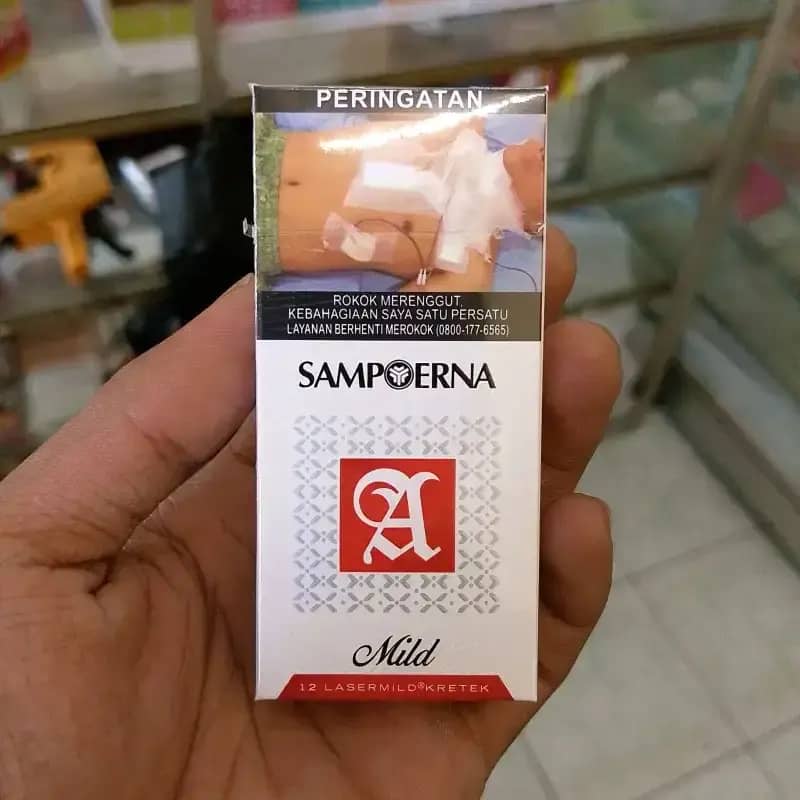 PERINGATAN
ROKOK MERENGGUT,
KEBAHAGIAAN SAYA SATU PERSATU
LAYANAN BERHENTI MEROKOK (0800-177-6565)
SAMPOERNA
A
Mild
12 LASERMILD® KRETEK